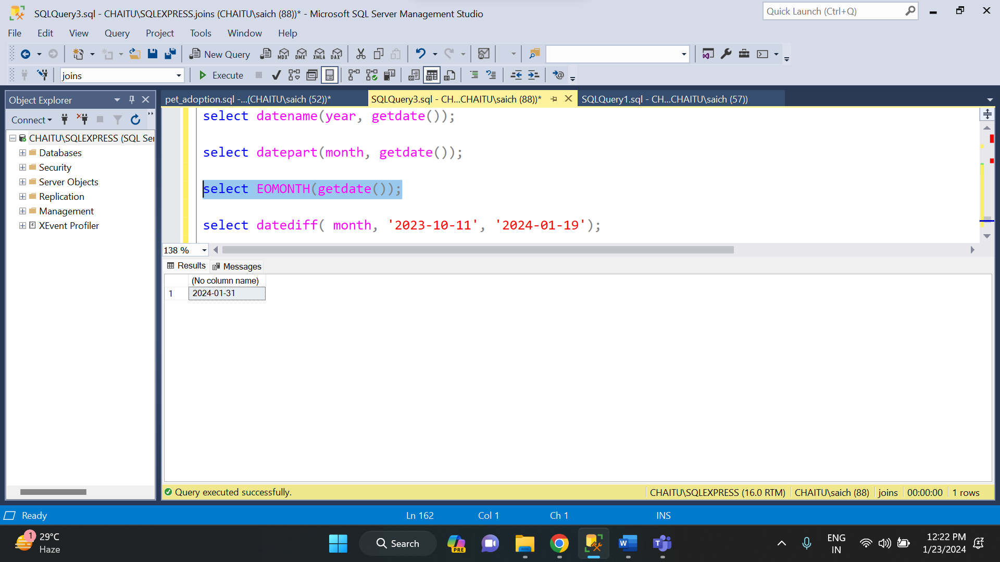 SQLQuery3.sql - CHAITU\SQLEXPRESS.joins (CHAITU\saich (88))* - Microsoft SQL Server Management Studio
Quick Launch (Ctrl+Q)
File Edit View Query Project Tools Window Help
New Query MDX DMX XMLA DAX
joins Execute
Object Explorer
pet_adoption.sql -...(CHAITU\saich (52))* SQLQuery3.sql - CH...CHAITU\saich (88))* SQLQuery1.sql - CH...CHAITU\saich (57))
Connect
CHAITU\SQLEXPRESS (SQL Ser
Databases
Security
Server Objects
Replication
Management
XEvent Profiler
select datename(year, getdate());
select datepart(month, getdate());
select EOMONTH(getdate());
select datediff( month, '2023-10-11', '2024-01-19');
138 %
Results Messages
(No column name)
1 2024-01-31
Query executed successfully. CHAITU\SQLEXPRESS (16.0 RTM) CHAITU\saich (88) joins 00:00:00 1 rows
Ready Ln 162 Col 1 Ch 1 INS
1 29°C
Haze
Search
PRE
W
T
ENG
IN
12:22 PM
1/23/2024